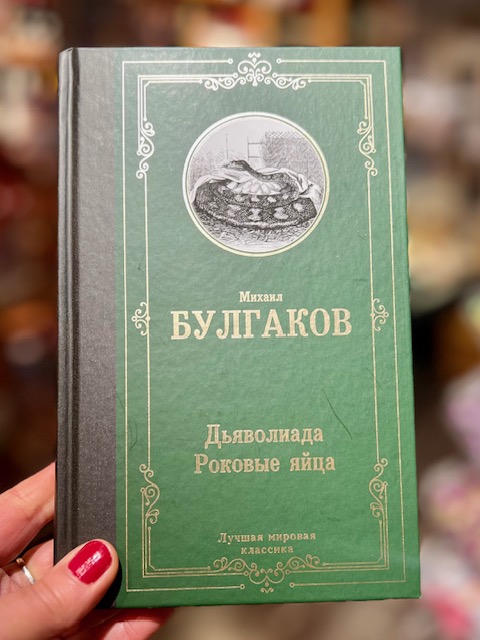 Михаил
БУЛГАКОВ
Дьяволиада
Роковые яйца
Лучшая мировая
классика